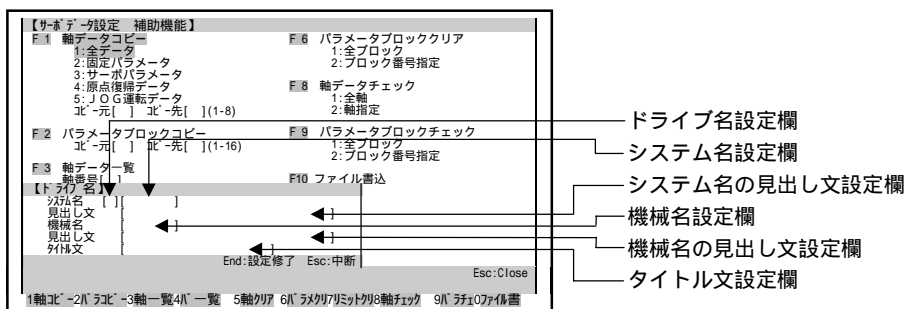 【ｻｰﾎﾞﾃﾞｰﾀ設定　補助機能】
F 1　軸データコピー
1:全データ
2:固定パラメータ
3:サーボパラメータ
4:原点復帰データ
5:ＪＯＧ運転データ
ｺﾋﾟｰ元[　]　ｺﾋﾟｰ先[　](1-8)
F 2　パラメータブロックコピー
ｺﾋﾟｰ元[　]　ｺﾋﾟｰ先[　](1-16)
F 3　軸データ一覧
軸番号[　]
F 6　パラメータブロッククリア
1:全ブロック
2:ブロック番号指定
F 8　軸データチェック
1:全軸
2:軸指定
F 9　パラメータブロックチェック
1:全ブロック
2:ブロック番号指定
F10 ファイル書込
【ﾄﾞﾗｲﾌﾞ名】
ｼｽﾃﾑ名　[　][　　　]
見出し文　[　　　]
機械名　[　　　]
見出し文　[　　　]
ﾀｲﾄﾙ文　[　　　]
End:設定修了　Esc:中断
Esc:Close
1軸ｺﾋﾟｰ2ﾊﾟﾗｺﾋﾟｰ3軸一覧4ﾊﾟ一覧　5軸ｸﾘｱ 6ﾊﾟﾗﾒｸﾘ7ﾘﾐｯﾄｸﾘ8軸ﾁｪｯｸ　9ﾊﾟﾗﾁｪ0ﾌｧｲﾙ書
ドライブ名設定欄
システム名設定欄
システム名の見出し文設定欄
機械名設定欄
機械名の見出し文設定欄
タイトル文設定欄